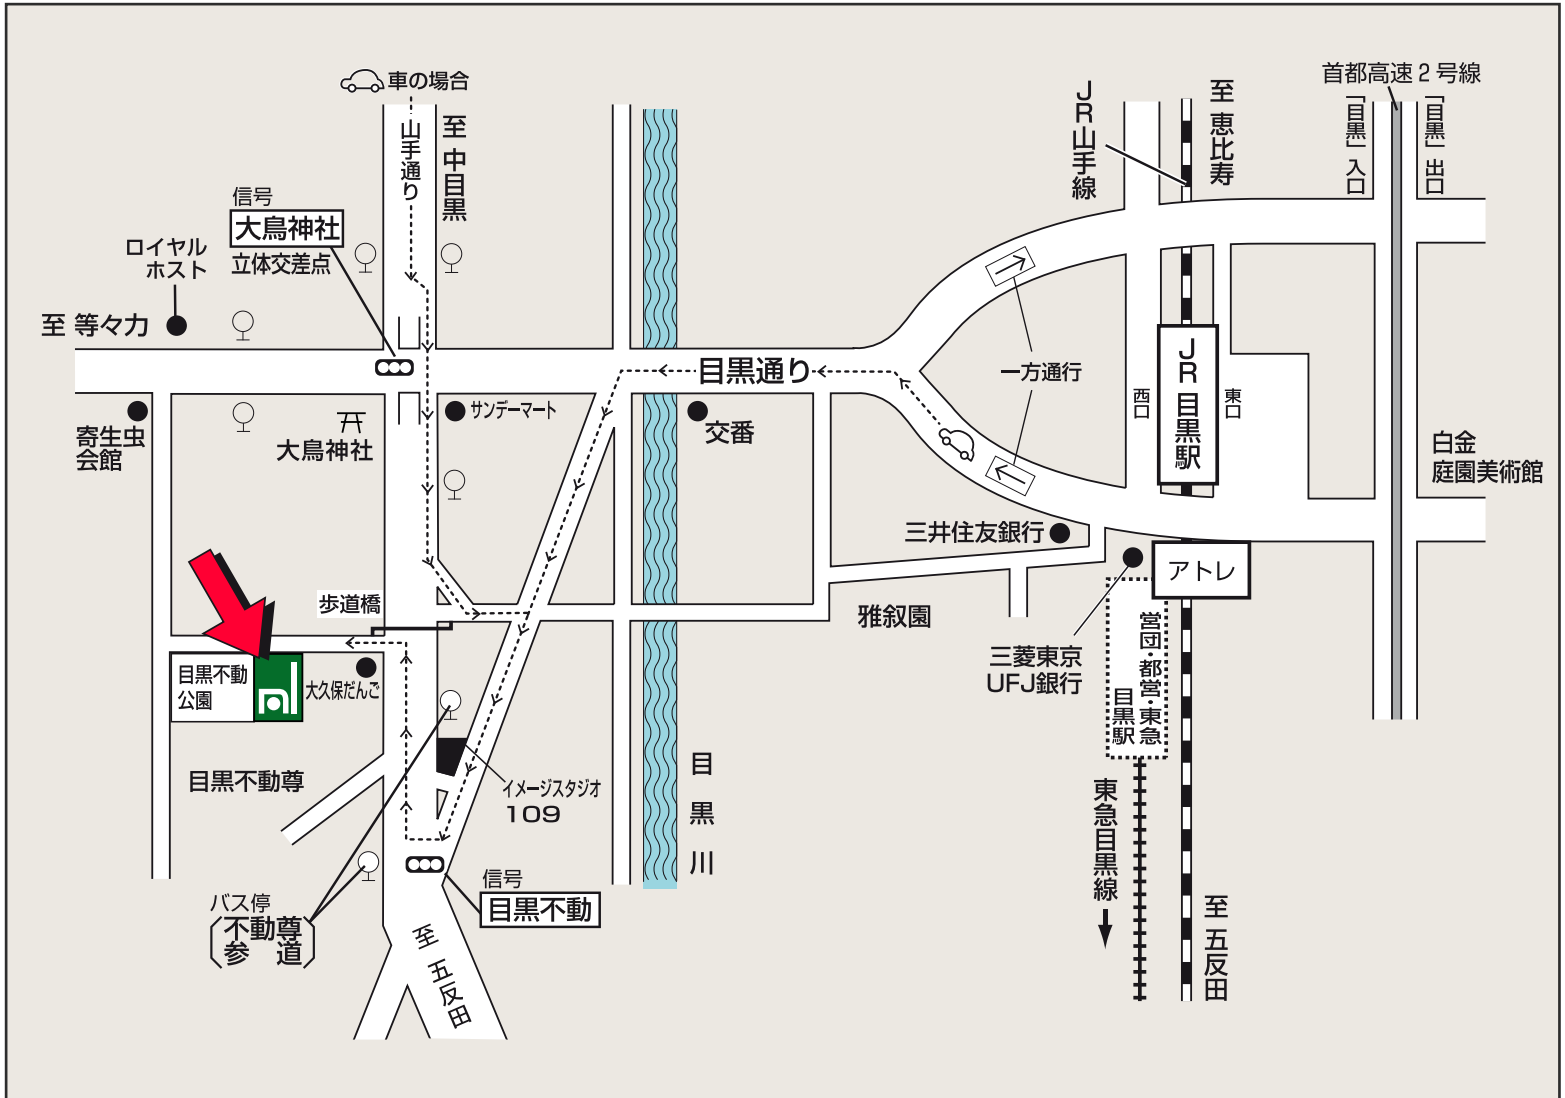 車の場合
山手通り
至 中目黒
信号
大鳥神社
立体交差点
ロイヤル
ホスト
至 等々力
寄生虫
会館
大鳥神社
サンデーマート
目黒通り
交番
一方通行
JR山手線
至 恵比寿
首都高速2号線
「目黒」入口
「目黒」出口
西口
JR目黒駅
東口
白金
庭園美術館
三井住友銀行
アトレ
雅叙園
三菱東京
UFJ銀行
営団・都営・東急
目黒駅
東急目黒線
至 五反田
歩道橋
目黒不動
公園
大久保だんご
目黒不動尊
イメージスタジオ
109
目黒川
バス停
不動尊
参道
信号
目黒不動
至 五反田